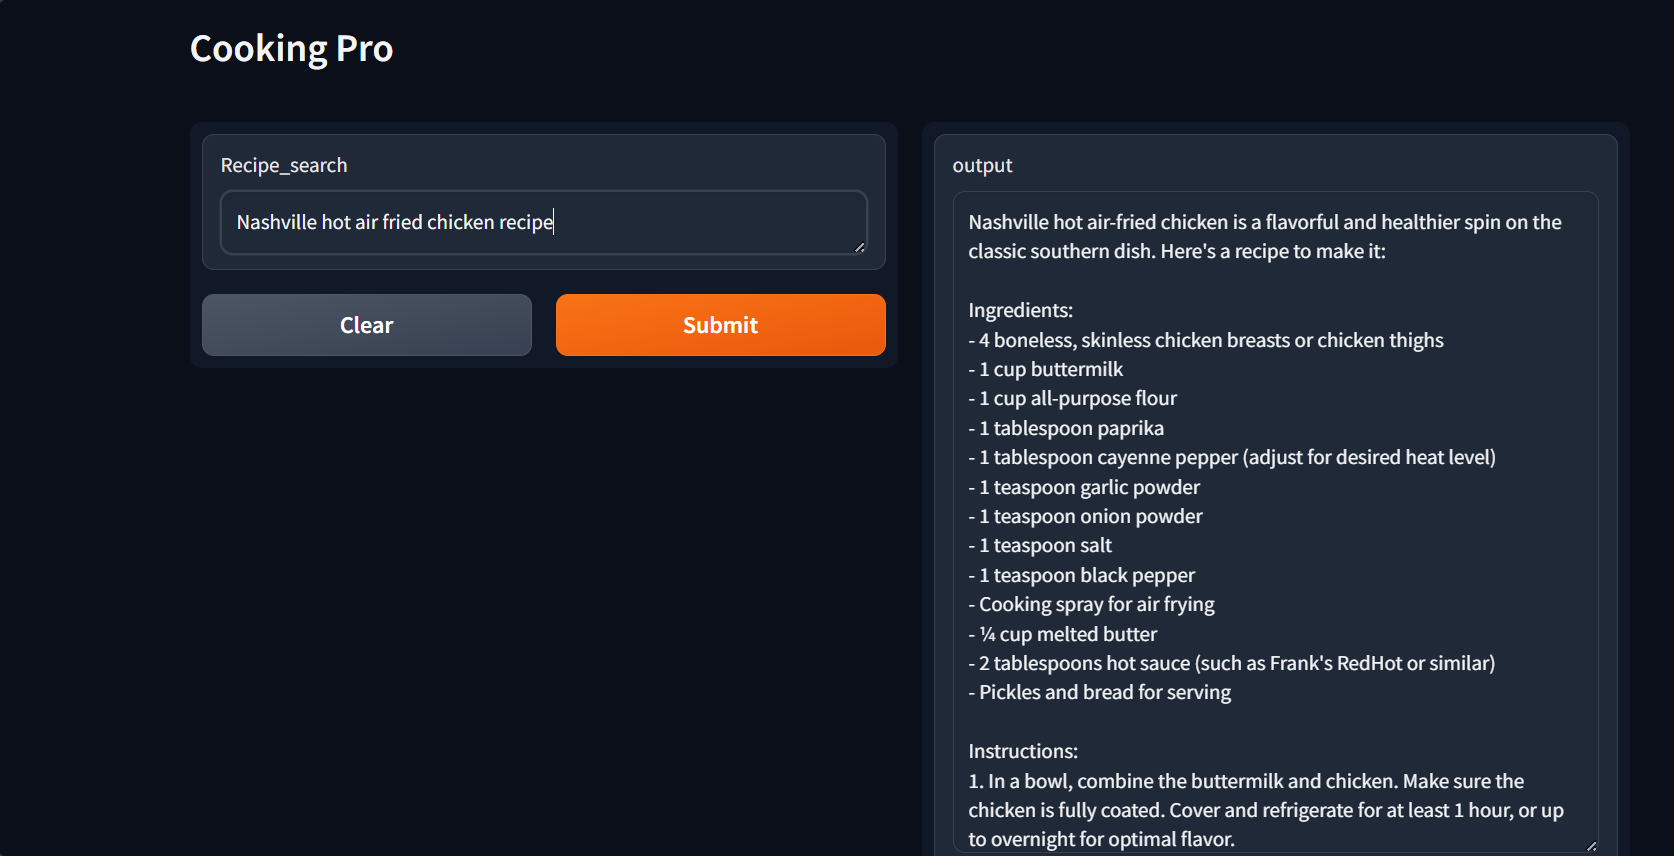 Cooking Pro
Recipe_search
Nashville hot air fried chicken recipe
Clear
Submit
output
Nashville hot air-fried chicken is a flavorful and healthier spin on the
classic southern dish. Here's a recipe to make it:
Ingredients:
- 4 boneless, skinless chicken breasts or chicken thighs
- 1 cup buttermilk
- 1 cup all-purpose flour
- 1 tablespoon paprika
- 1 tablespoon cayenne pepper (adjust for desired heat level)
- 1 teaspoon garlic powder
- 1 teaspoon onion powder
- 1 teaspoon salt
- 1 teaspoon black pepper
- Cooking spray for air frying
- ¼ cup melted butter
- 2 tablespoons hot sauce (such as Frank's RedHot or similar)
- Pickles and bread for serving
Instructions:
1. In a bowl, combine the buttermilk and chicken. Make sure the
chicken is fully coated. Cover and refrigerate for at least 1 hour, or up
to overnight for optimal flavor.